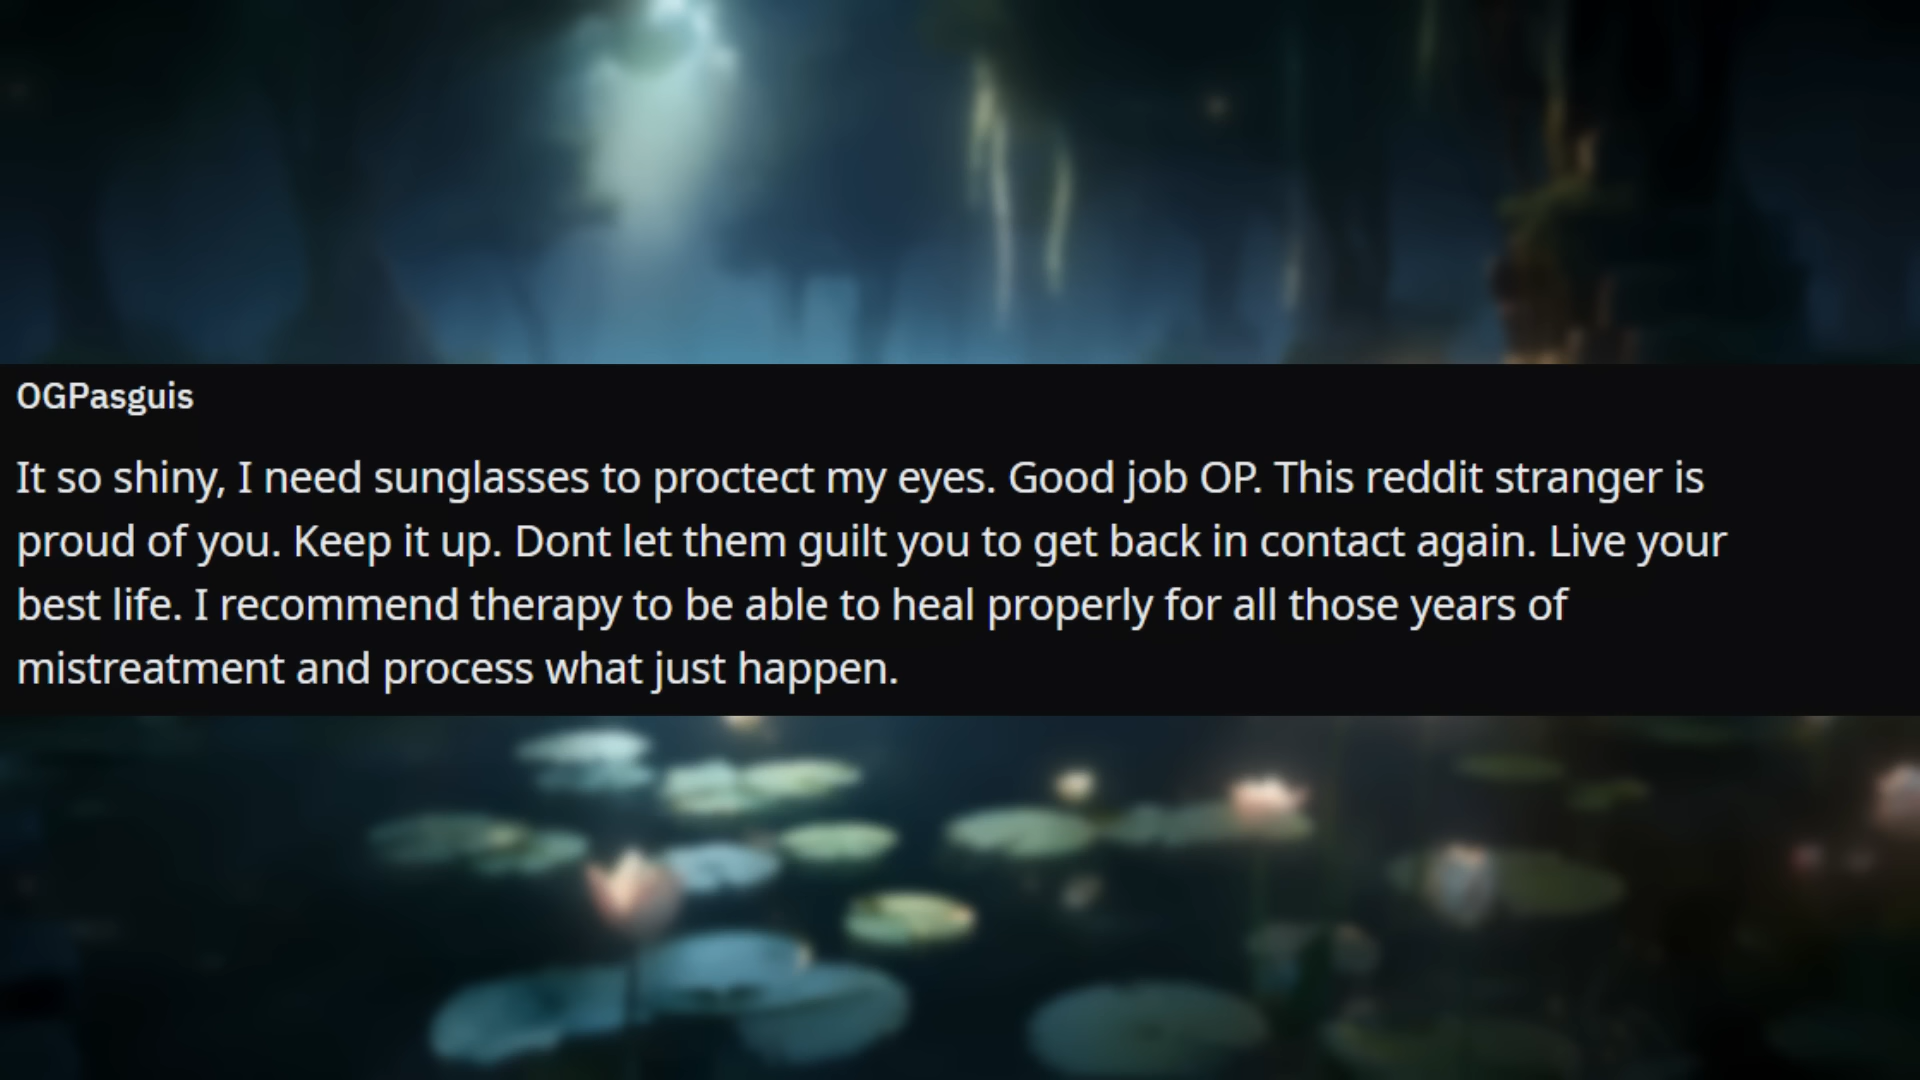 OGPasguis
It so shiny, I need sunglasses to proctect my eyes. Good job OP. This reddit stranger is
proud of you. Keep it up. Dont let them guilt you to get back in contact again. Live your
best life. I recommend therapy to be able to heal properly for all those years of
mistreatment and process what just happen.